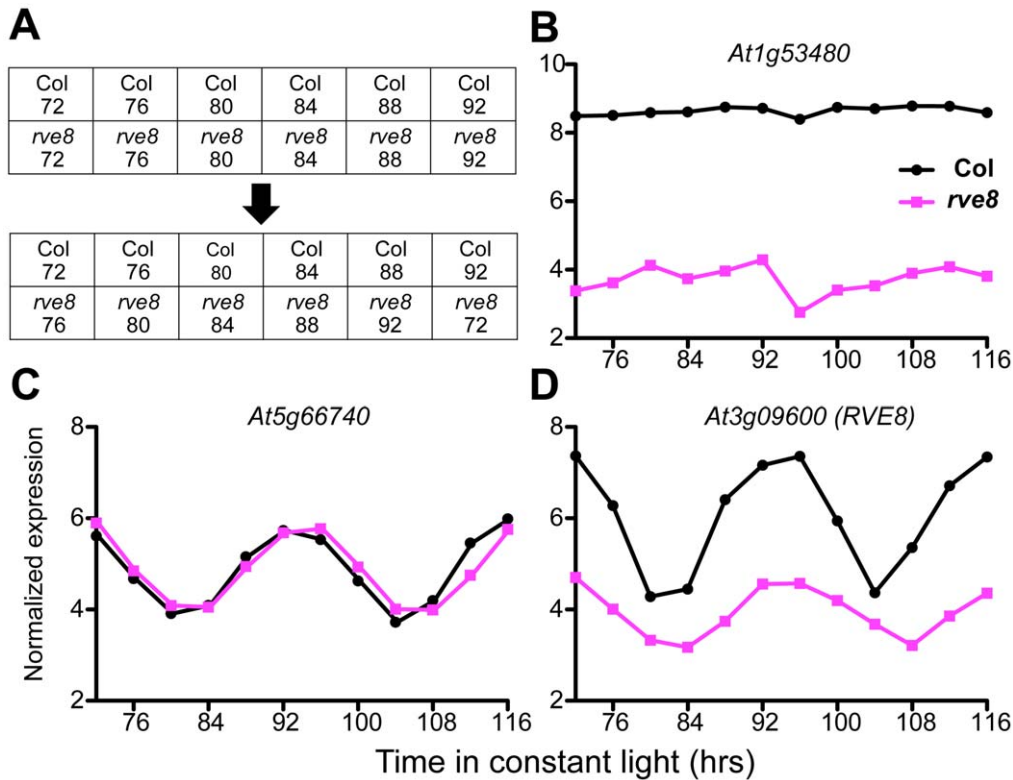 A
Col Col Col Col Col Col
72 76 80 84 88 92
rve8 rve8 rve8 rve8 rve8 rve8
72 76 80 84 88 92
Col Col Col Col Col Col
72 76 80 84 88 92
rve8 rve8 rve8 rve8 rve8 rve8
76 80 84 88 92 72
B
At1g53480
10
8
6
4
2
Col
rve8
76 84 92 100 108 116
C
At5g66740
8
6
4
2
Normalized expression
76 84 92 100 108 116
D
At3g09600 (RVE8)
8
6
4
2
76 84 92 100 108 116
Time in constant light (hrs)